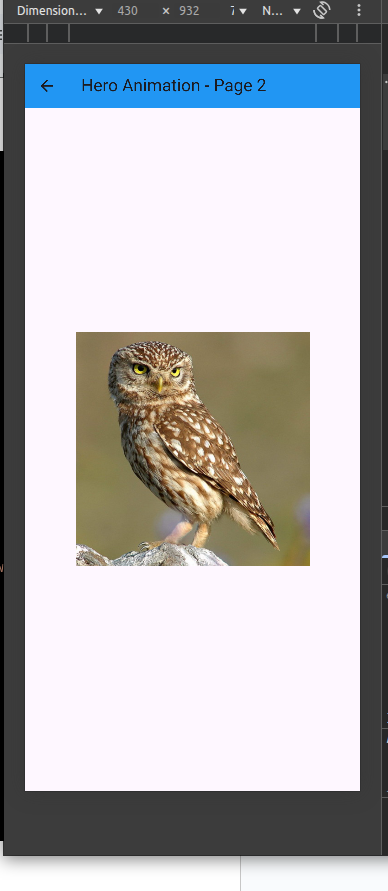 Dimension... 430 × 932 N...
Hero Animation - Page 2